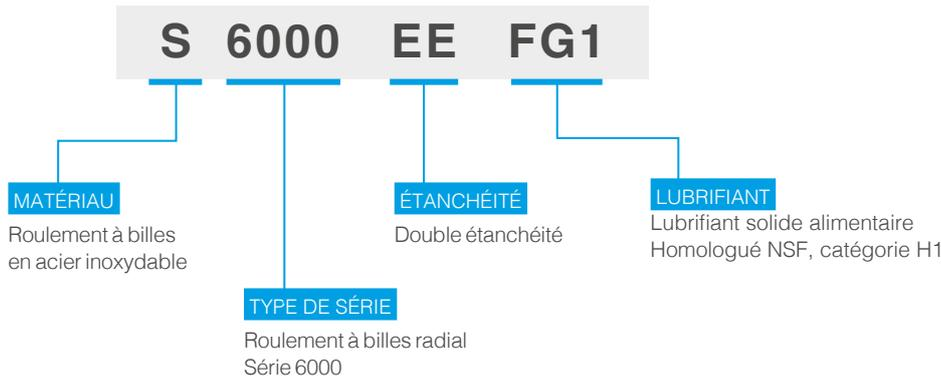 S 6000 EE FG1
MATÉRIAU
Roulement à billes
en acier inoxydable
TYPE DE SÉRIE
Roulement à billes radial
Série 6000
ÉTANCHÉITÉ
Double étanchéité
LUBRIFIANT
Lubrifiant solide alimentaire
Homologué NSF, catégorie H1